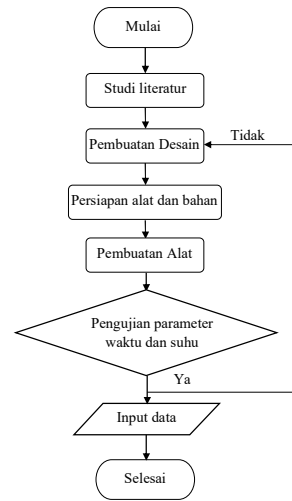 Mulai
Studi literatur
Pembuatan Desain
Tidak
Persiapan alat dan bahan
Pembuatan Alat
Pengujian parameter
waktu dan suhu
Ya
Input data
Selesai